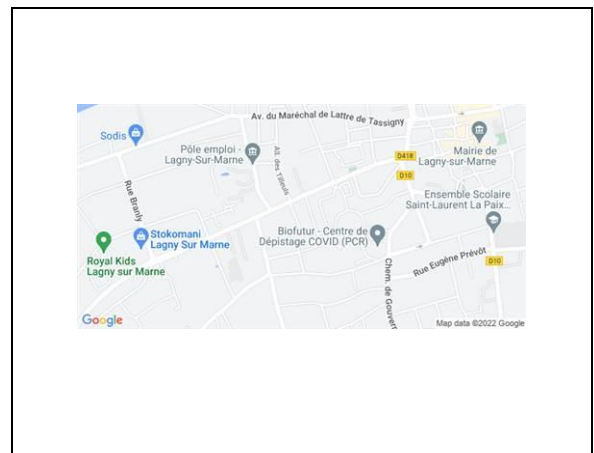 Av. du Maréchal de Lattre de Tassigny
Sodis
Pôle emploi -
Lagny-Sur-Marne
All. des Tilleuls
Mairie de
Lagny-sur-Marne
D418
D10
Rue Branly
Ensemble Scolaire
Saint-Laurent La Paix...
Stokomani
Lagny Sur Marne
Biofutur - Centre de
Dépistage COVID (PCR)
Royal Kids
Lagny sur Marne
Chem. de Gouvern
Rue Eugène Prévôt
D10
Google
Map data ©2022 Google